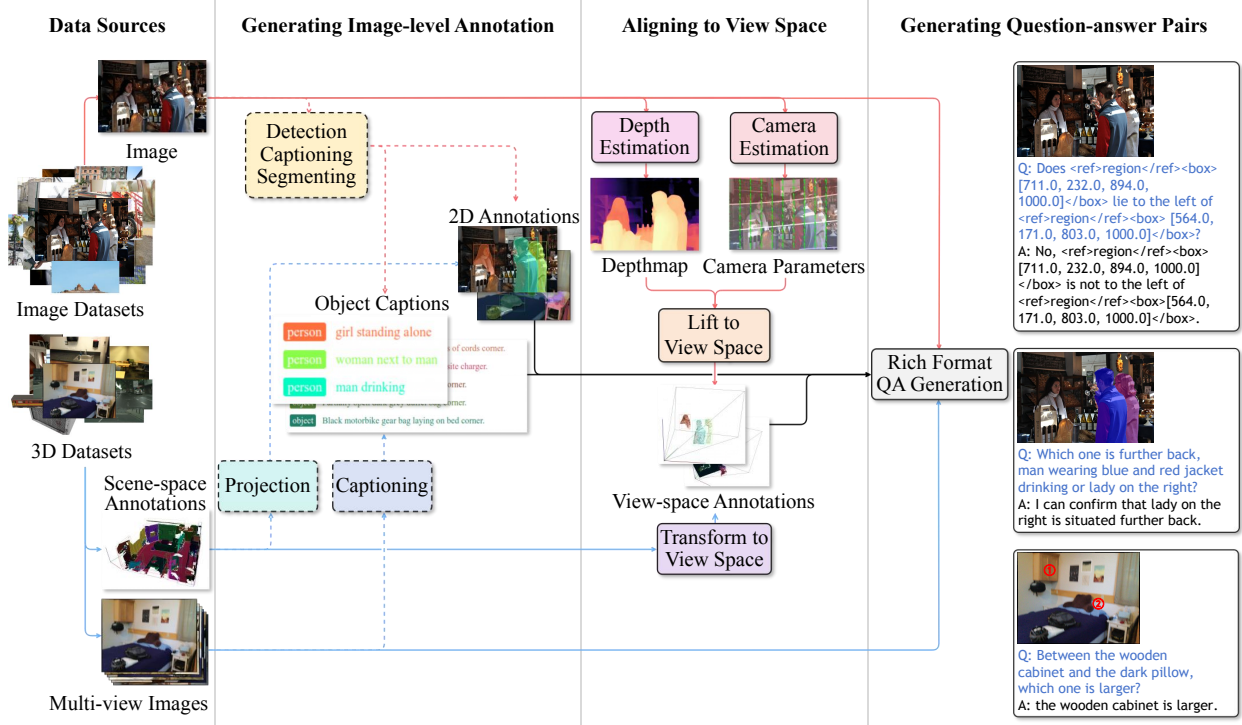 Data Sources
Generating Image-level Annotation
Aligning to View Space
Generating Question-answer Pairs
Image
Image Datasets
3D Datasets
Scene-space
Annotations
Multi-view Images
Detection
Captioning
Segmenting
2D Annotations
Object Captions
person girl standing alone
person woman next to man
person man drinking
of cords corner.
charger.
corner.
corner.
object Black motorbike gear bag laying on bed corner.
Projection
Captioning
Depth
Estimation
Camera
Estimation
Depthmap
Camera Parameters
Lift to
View Space
View-space Annotations
Transform to
View Space
Rich Format
QA Generation
Q: Does <ref>region</ref><box>
[711.0, 232.0, 894.0,
1000.0]</box> lie to the left of
<ref>region</ref><box> [564.0,
171.0, 803.0, 1000.0]</box>?
A: No, <ref>region</ref><box>
[711.0, 232.0, 894.0, 1000.0]
</box> is not to the left of
<ref>region</ref><box>[564.0,
171.0, 803.0, 1000.0]</box>.
Q: Which one is further back,
man wearing blue and red jacket
drinking or lady on the right?
A: I can confirm that lady on the
right is situated further back.
①
②
Q: Between the wooden
cabinet and the dark pillow,
which one is larger?
A: the wooden cabinet is larger.